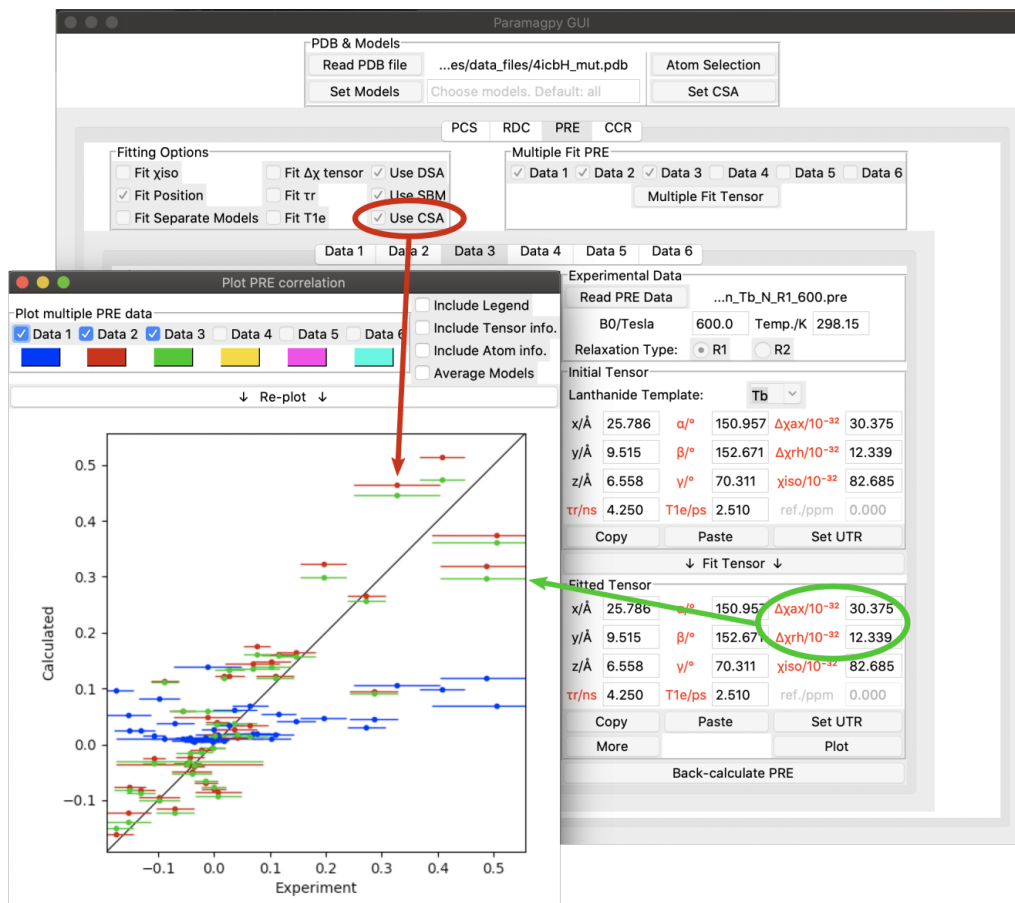 Paramagpy GUI
PDB & Models
Read PDB file ...es/data_files/4icbH_mut.pdb Atom Selection
Set Models Choose models. Default: all Set CSA
PCS RDC PRE CCR
Fitting Options
Fit χiso Fit Δχ tensor Use DSA
Fit Position Fit τr Use SBM
Fit Separate Models Fit T1e Use CSA
Multiple Fit PRE
Data 1 Data 2 Data 3 Data 4 Data 5 Data 6
Multiple Fit Tensor
Data 1 Data 2 Data 3 Data 4 Data 5 Data 6
Plot PRE correlation
Plot multiple PRE data
Data 1 Data 2 Data 3 Data 4 Data 5 Data 6
Include Legend
Include Tensor info.
Include Atom info.
Average Models
↓ Re-plot ↓
Calculated
0.5
0.4
0.3
0.2
0.1
0.0
−0.1
−0.1 0.0 0.1 0.2 0.3 0.4 0.5
Experiment
Experimental Data
Read PRE Data ...n_Tb_N_R1_600.pre
B0/Tesla 600.0 Temp./K 298.15
Relaxation Type: R1 R2
Initial Tensor
Lanthanide Template: Tb
x/Å 25.786 α/° 150.957 Δχax/10⁻³² 30.375
y/Å 9.515 β/° 152.671 Δχrh/10⁻³² 12.339
z/Å 6.558 γ/° 70.311 χiso/10⁻³² 82.685
τr/ns 4.250 T1e/ps 2.510 ref./ppm 0.000
Copy Paste Set UTR
↓ Fit Tensor ↓
Fitted Tensor
x/Å 25.786 α/° 150.957 Δχax/10⁻³² 30.375
y/Å 9.515 β/° 152.671 Δχrh/10⁻³² 12.339
z/Å 6.558 γ/° 70.311 χiso/10⁻³² 82.685
τr/ns 4.250 T1e/ps 2.510 ref./ppm 0.000
Copy Paste Set UTR
More Plot
Back-calculate PRE